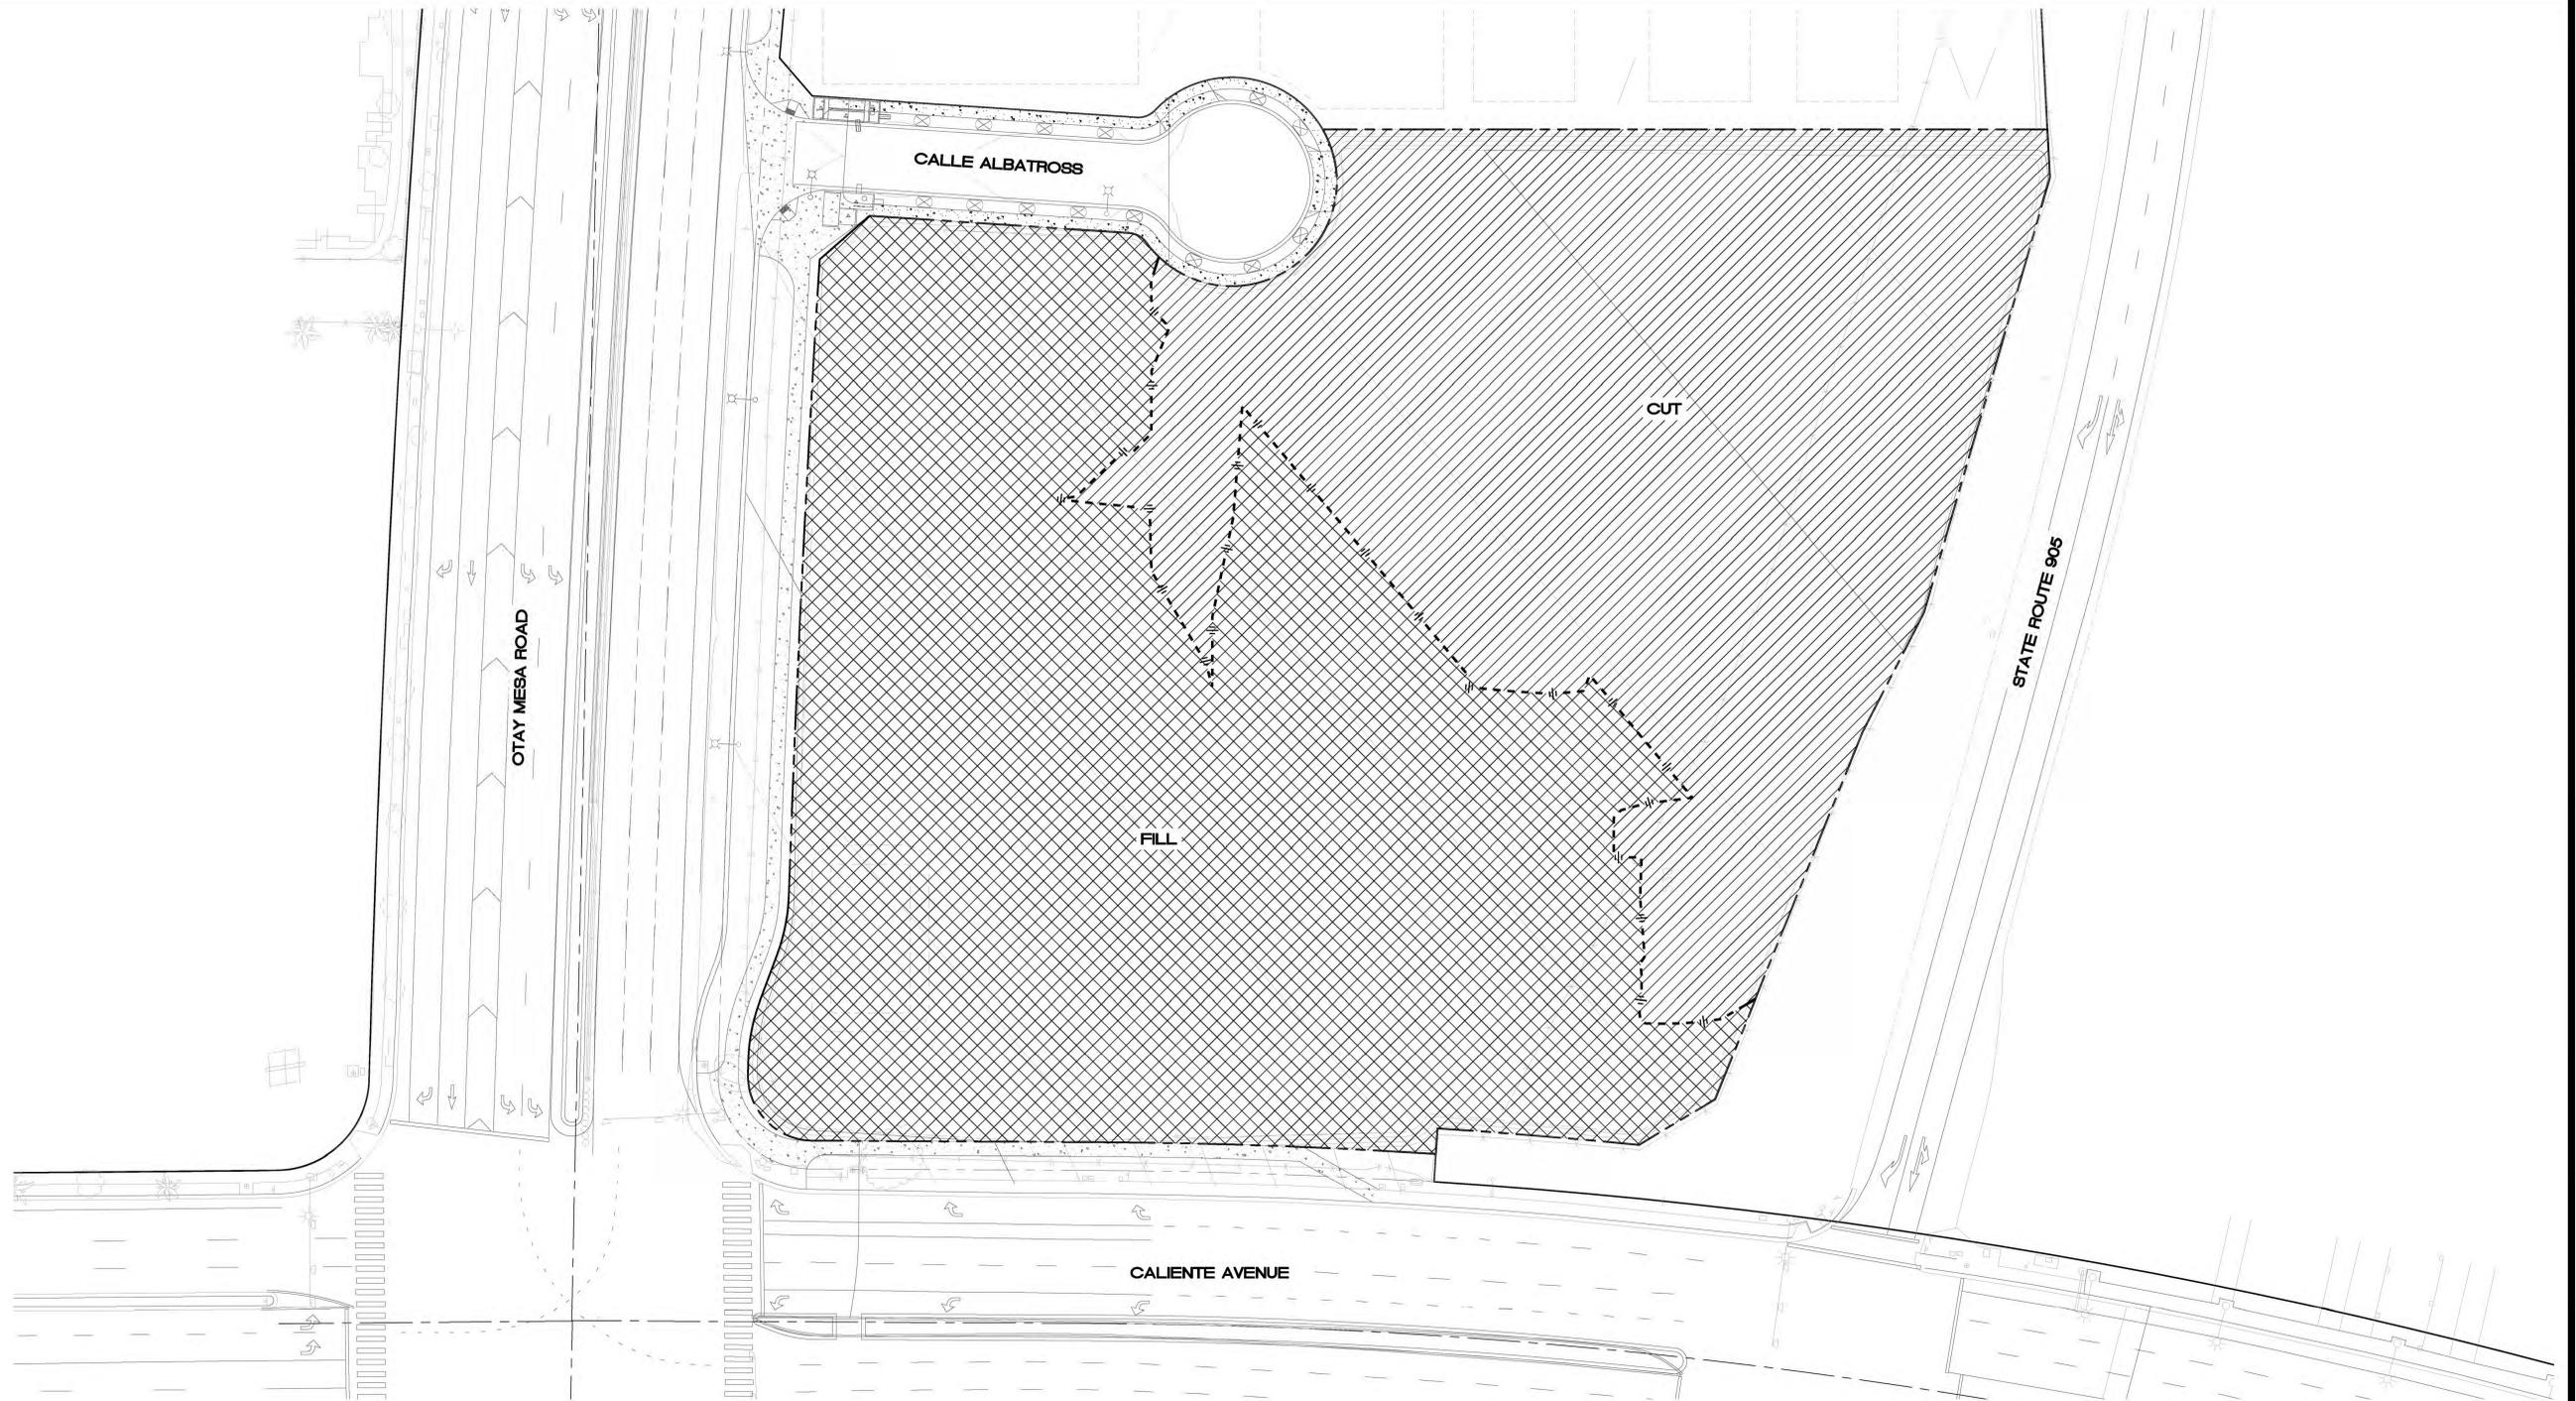 CALLE ALBATROSS
CUT
STATE ROUTE 905
OTAY MESA ROAD
FILL
CALIENTE AVENUE